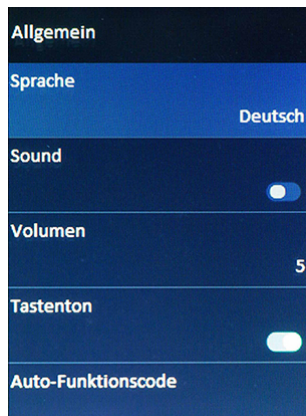 Allgemein
Sprache
Deutsch
Sound
Volumen
5
Tastenton
Auto-Funktionscode